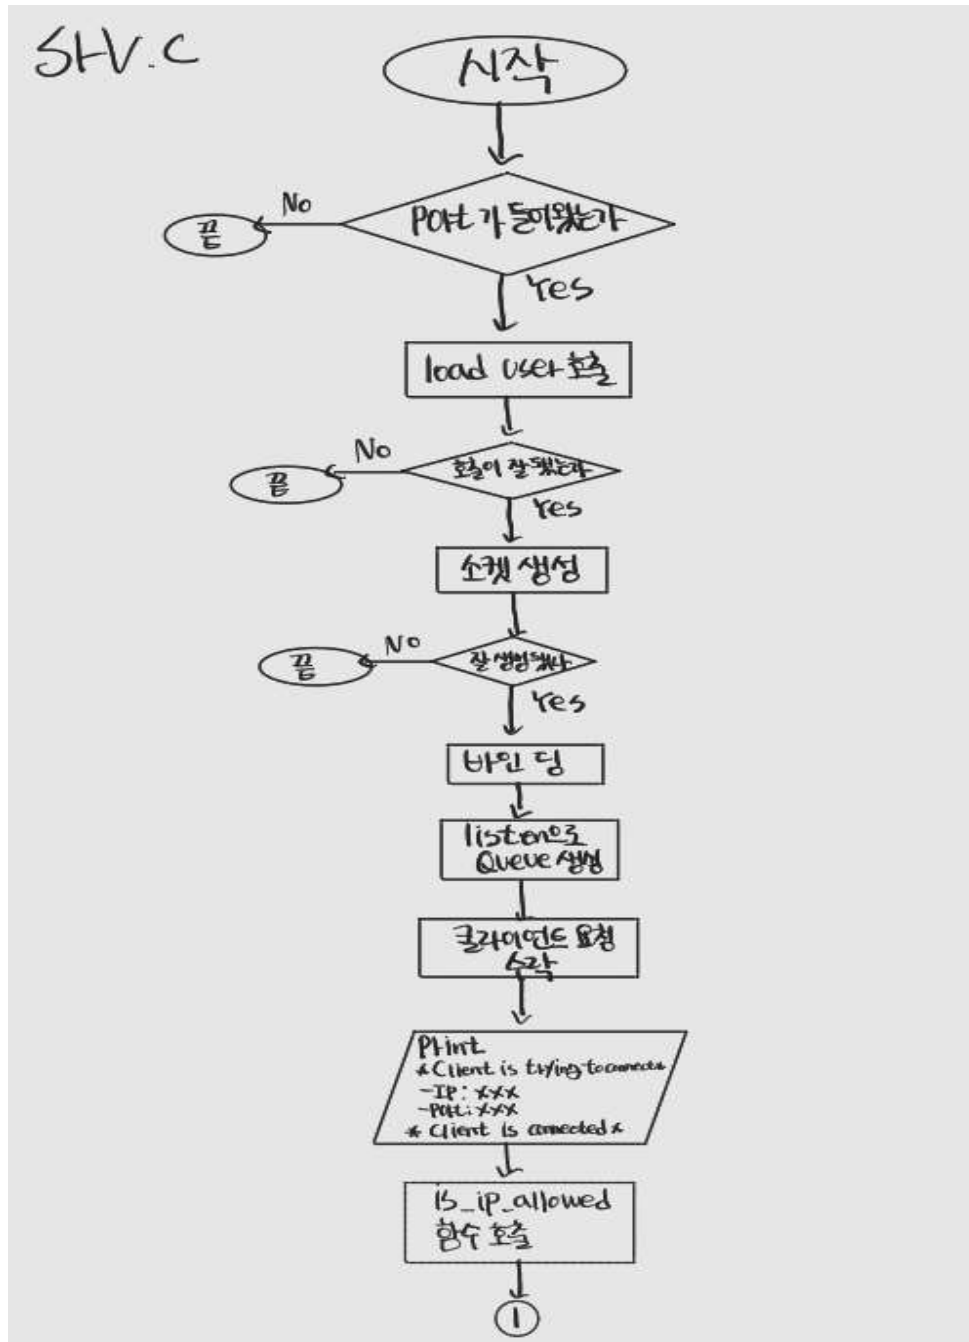 srv.c
시작
No
Port가 들어왔는가
끝
Yes
load user 호출
No
호출이 잘 됐는가
끝
Yes
소켓 생성
No
잘 생성됐나
끝
Yes
바인딩
listen으로
Queue 생성
클라이언트 요청
수락
Print
*Client is trying to connect*
-IP: xxx
-Port: xxx
* Client is connected *
is_ip_allowed
함수 호출
1